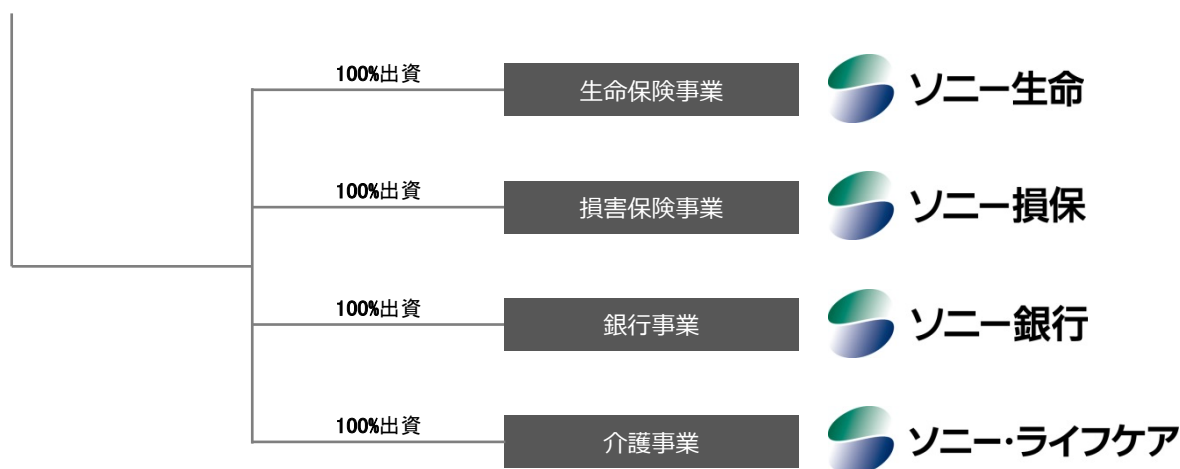 100%出資
生命保険事業
ソニー生命
100%出資
損害保険事業
ソニー損保
100%出資
銀行事業
ソニー銀行
100%出資
介護事業
ソニー・ライフケア